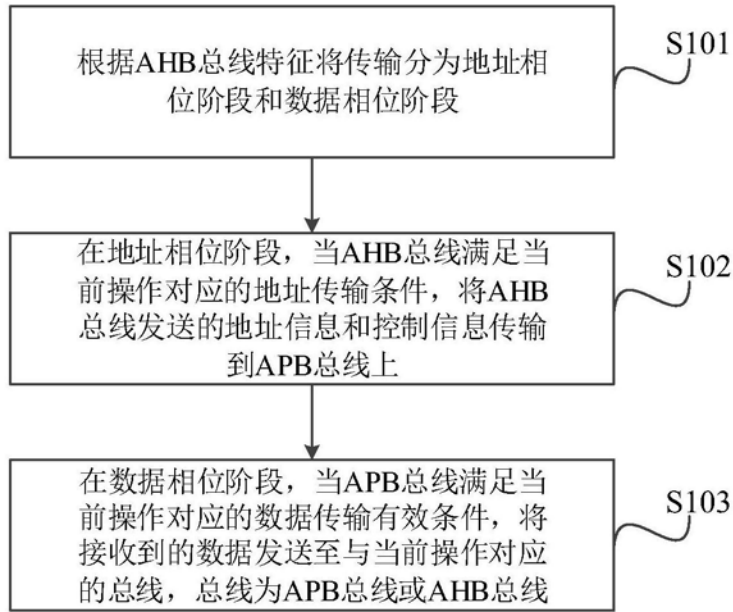 根据AHB总线特征将传输分为地址相
位阶段和数据相位阶段
S101
在地址相位阶段，当AHB总线满足当
前操作对应的地址传输条件，将AHB
总线发送的地址信息和控制信息传输
到APB总线上
S102
在数据相位阶段，当APB总线满足当
前操作对应的数据传输有效条件，将
接收到的数据发送至与当前操作对应
的总线，总线为APB总线或AHB总线
S103